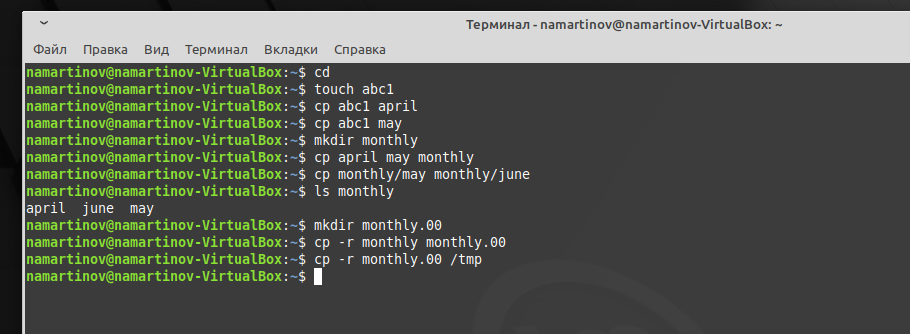 Терминал - namartinov@namartinov-VirtualBox: ~
Файл Правка Вид Терминал Вкладки Справка
namartinov@namartinov-VirtualBox:~$ cd
namartinov@namartinov-VirtualBox:~$ touch abc1
namartinov@namartinov-VirtualBox:~$ cp abc1 april
namartinov@namartinov-VirtualBox:~$ cp abc1 may
namartinov@namartinov-VirtualBox:~$ mkdir monthly
namartinov@namartinov-VirtualBox:~$ cp april may monthly
namartinov@namartinov-VirtualBox:~$ cp monthly/may monthly/june
namartinov@namartinov-VirtualBox:~$ ls monthly
april  june  may
namartinov@namartinov-VirtualBox:~$ mkdir monthly.00
namartinov@namartinov-VirtualBox:~$ cp -r monthly monthly.00
namartinov@namartinov-VirtualBox:~$ cp -r monthly.00 /tmp
namartinov@namartinov-VirtualBox:~$